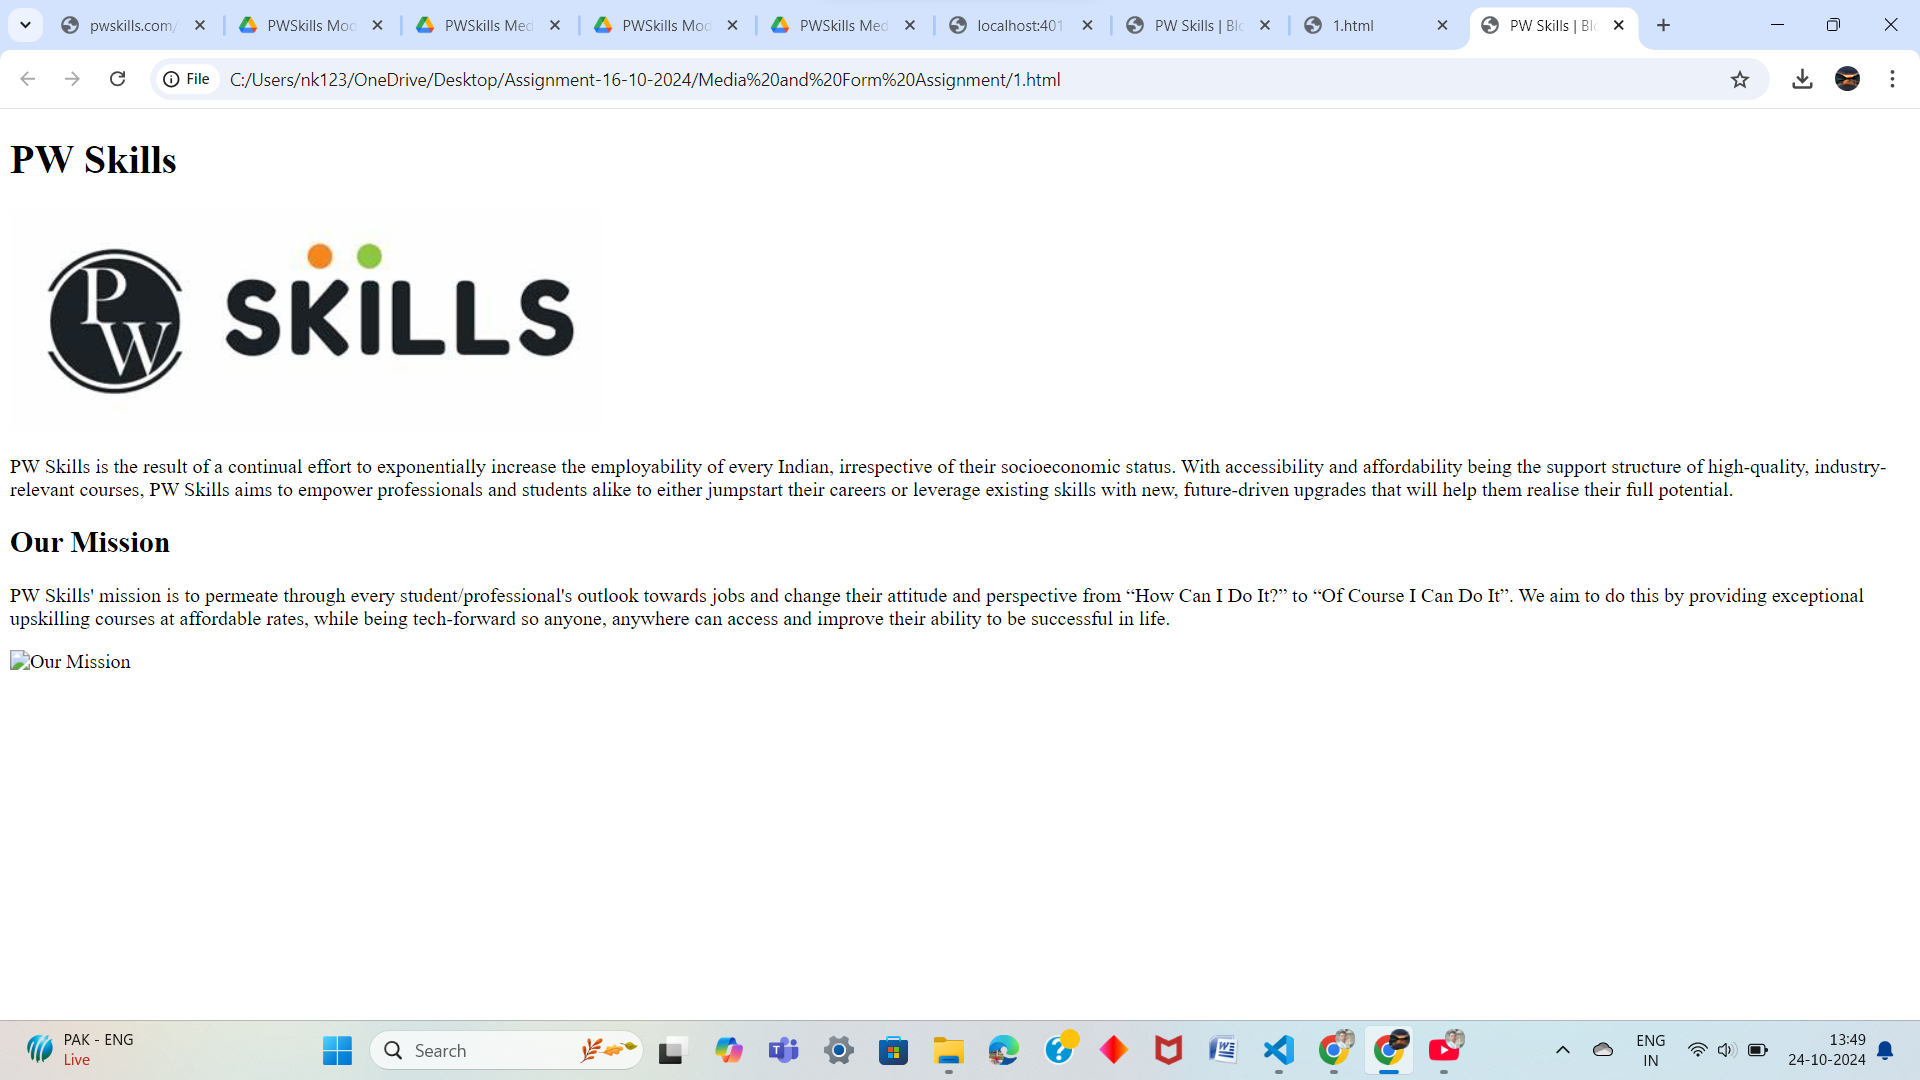 pwskills.com/
PWSkills Mod
PWSkills Med
PWSkills Mod
PWSkills Med
localhost:401
PW Skills | Blo
1.html
PW Skills | Blo
File
C:/Users/nk123/OneDrive/Desktop/Assignment-16-10-2024/Media%20and%20Form%20Assignment/1.html
PW Skills
PW SKILLS
PW Skills is the result of a continual effort to exponentially increase the employability of every Indian, irrespective of their socioeconomic status. With accessibility and affordability being the support structure of high-quality, industry-
relevant courses, PW Skills aims to empower professionals and students alike to either jumpstart their careers or leverage existing skills with new, future-driven upgrades that will help them realise their full potential.
Our Mission
PW Skills' mission is to permeate through every student/professional's outlook towards jobs and change their attitude and perspective from “How Can I Do It?” to “Of Course I Can Do It”. We aim to do this by providing exceptional
upskilling courses at affordable rates, while being tech-forward so anyone, anywhere can access and improve their ability to be successful in life.
Our Mission
PAK - ENG
Live
Search
ENG
IN
13:49
24-10-2024